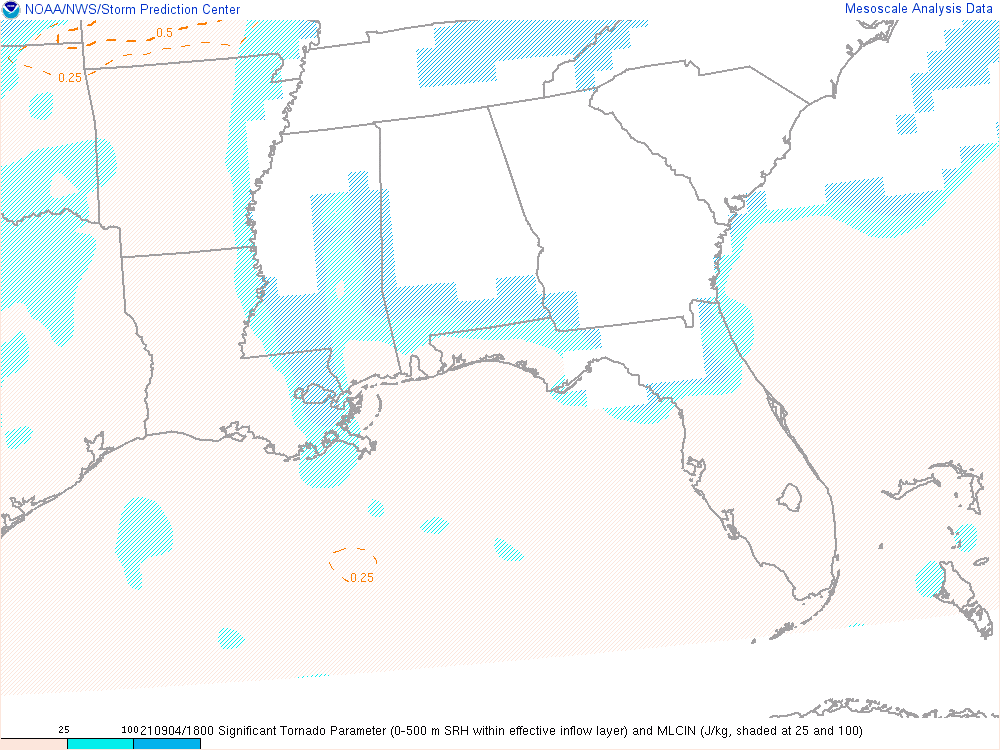 NOAA/NWS/Storm Prediction Center
Mesoscale Analysis Data
0.5
0.25
0.25
25
100
210904/1800 Significant Tornado Parameter (0-500 m SRH within effective inflow layer) and MLCIN (J/kg, shaded at 25 and 100)